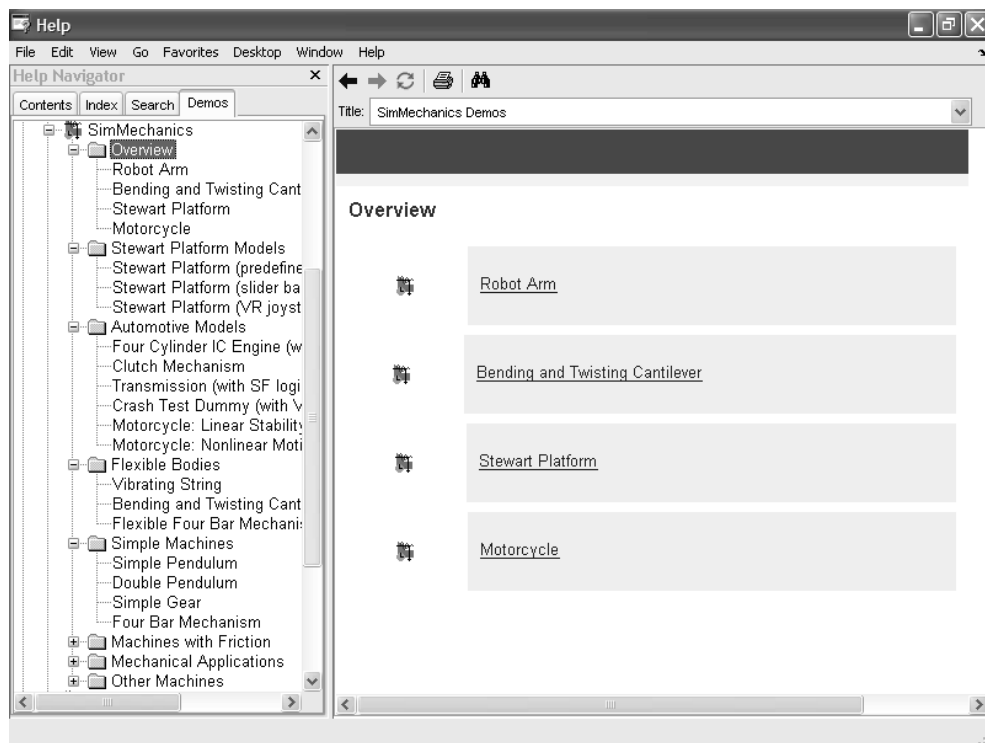 Help
File Edit View Go Favorites Desktop Window Help
Help Navigator
Contents Index Search Demos
Title: SimMechanics Demos
SimMechanics
Overview
Robot Arm
Bending and Twisting Cant
Stewart Platform
Motorcycle
Stewart Platform Models
Stewart Platform (predefine
Stewart Platform (slider ba
Stewart Platform (VR joyst
Automotive Models
Four Cylinder IC Engine (w
Clutch Mechanism
Transmission (with SF logi
Crash Test Dummy (with V
Motorcycle: Linear Stability
Motorcycle: Nonlinear Moti
Flexible Bodies
Vibrating String
Bending and Twisting Cant
Flexible Four Bar Mechani
Simple Machines
Simple Pendulum
Double Pendulum
Simple Gear
Four Bar Mechanism
Machines with Friction
Mechanical Applications
Other Machines
Overview
Robot Arm
Bending and Twisting Cantilever
Stewart Platform
Motorcycle